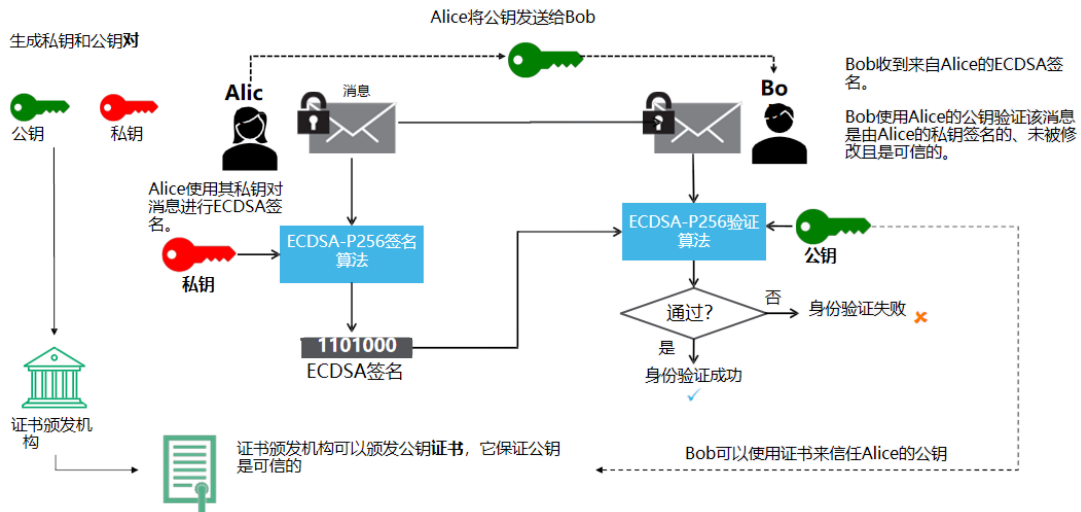 Alice将公钥发送给Bob
生成私钥和公钥对
公钥
私钥
Alic
消息
Bo
Bob收到来自Alice的ECDSA签
名。
Bob使用Alice的公钥验证该消息
是由Alice的私钥签名的、未被修
改且是可信的。
Alice使用其私钥对
消息进行ECDSA签
名。
私钥
ECDSA-P256签名
算法
ECDSA-P256验证
算法
公钥
通过?
否
身份验证失败
是
身份验证成功
1101000
ECDSA签名
证书颁发机
构
证书颁发机构可以颁发公钥证书，它保证公钥
是可信的
Bob可以使用证书来信任Alice的公钥